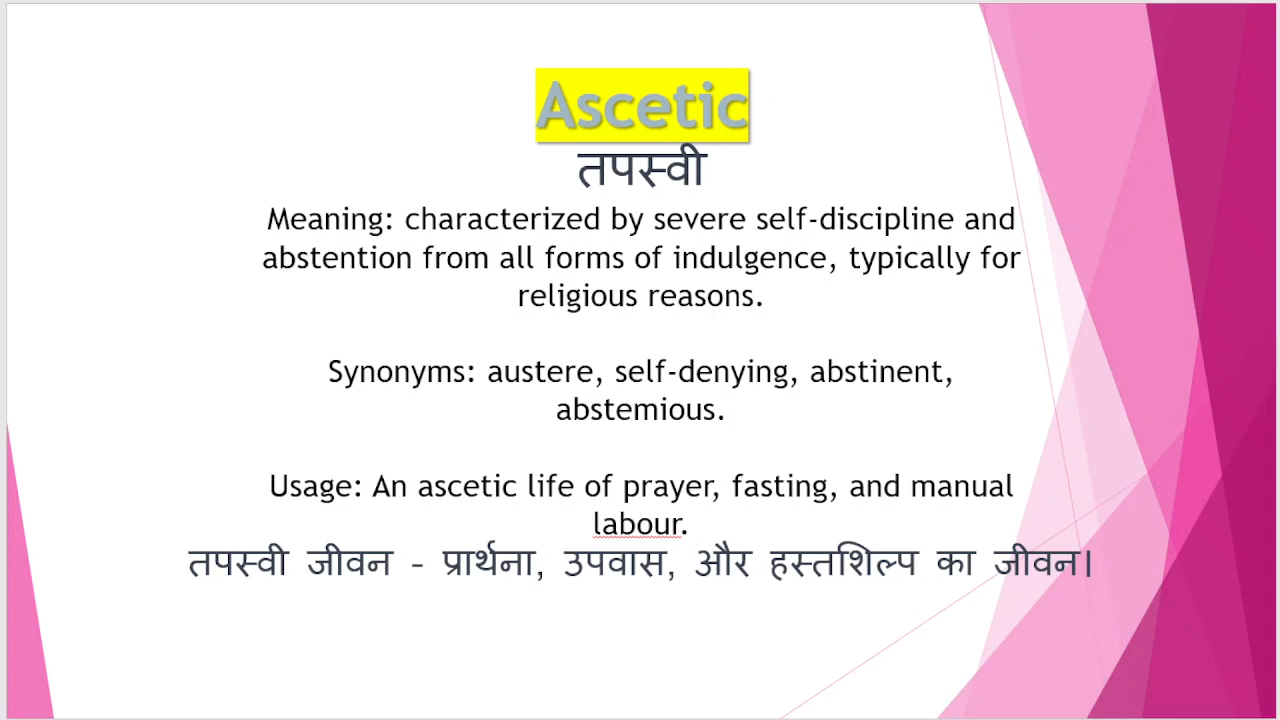 Ascetic
तपस्वी
Meaning: characterized by severe self-discipline and
abstention from all forms of indulgence, typically for
religious reasons.
Synonyms: austere, self-denying, abstinent,
abstemious.
Usage: An ascetic life of prayer, fasting, and manual
labour.
तपस्वी जीवन – प्रार्थना, उपवास, और हस्तशिल्प का जीवन।